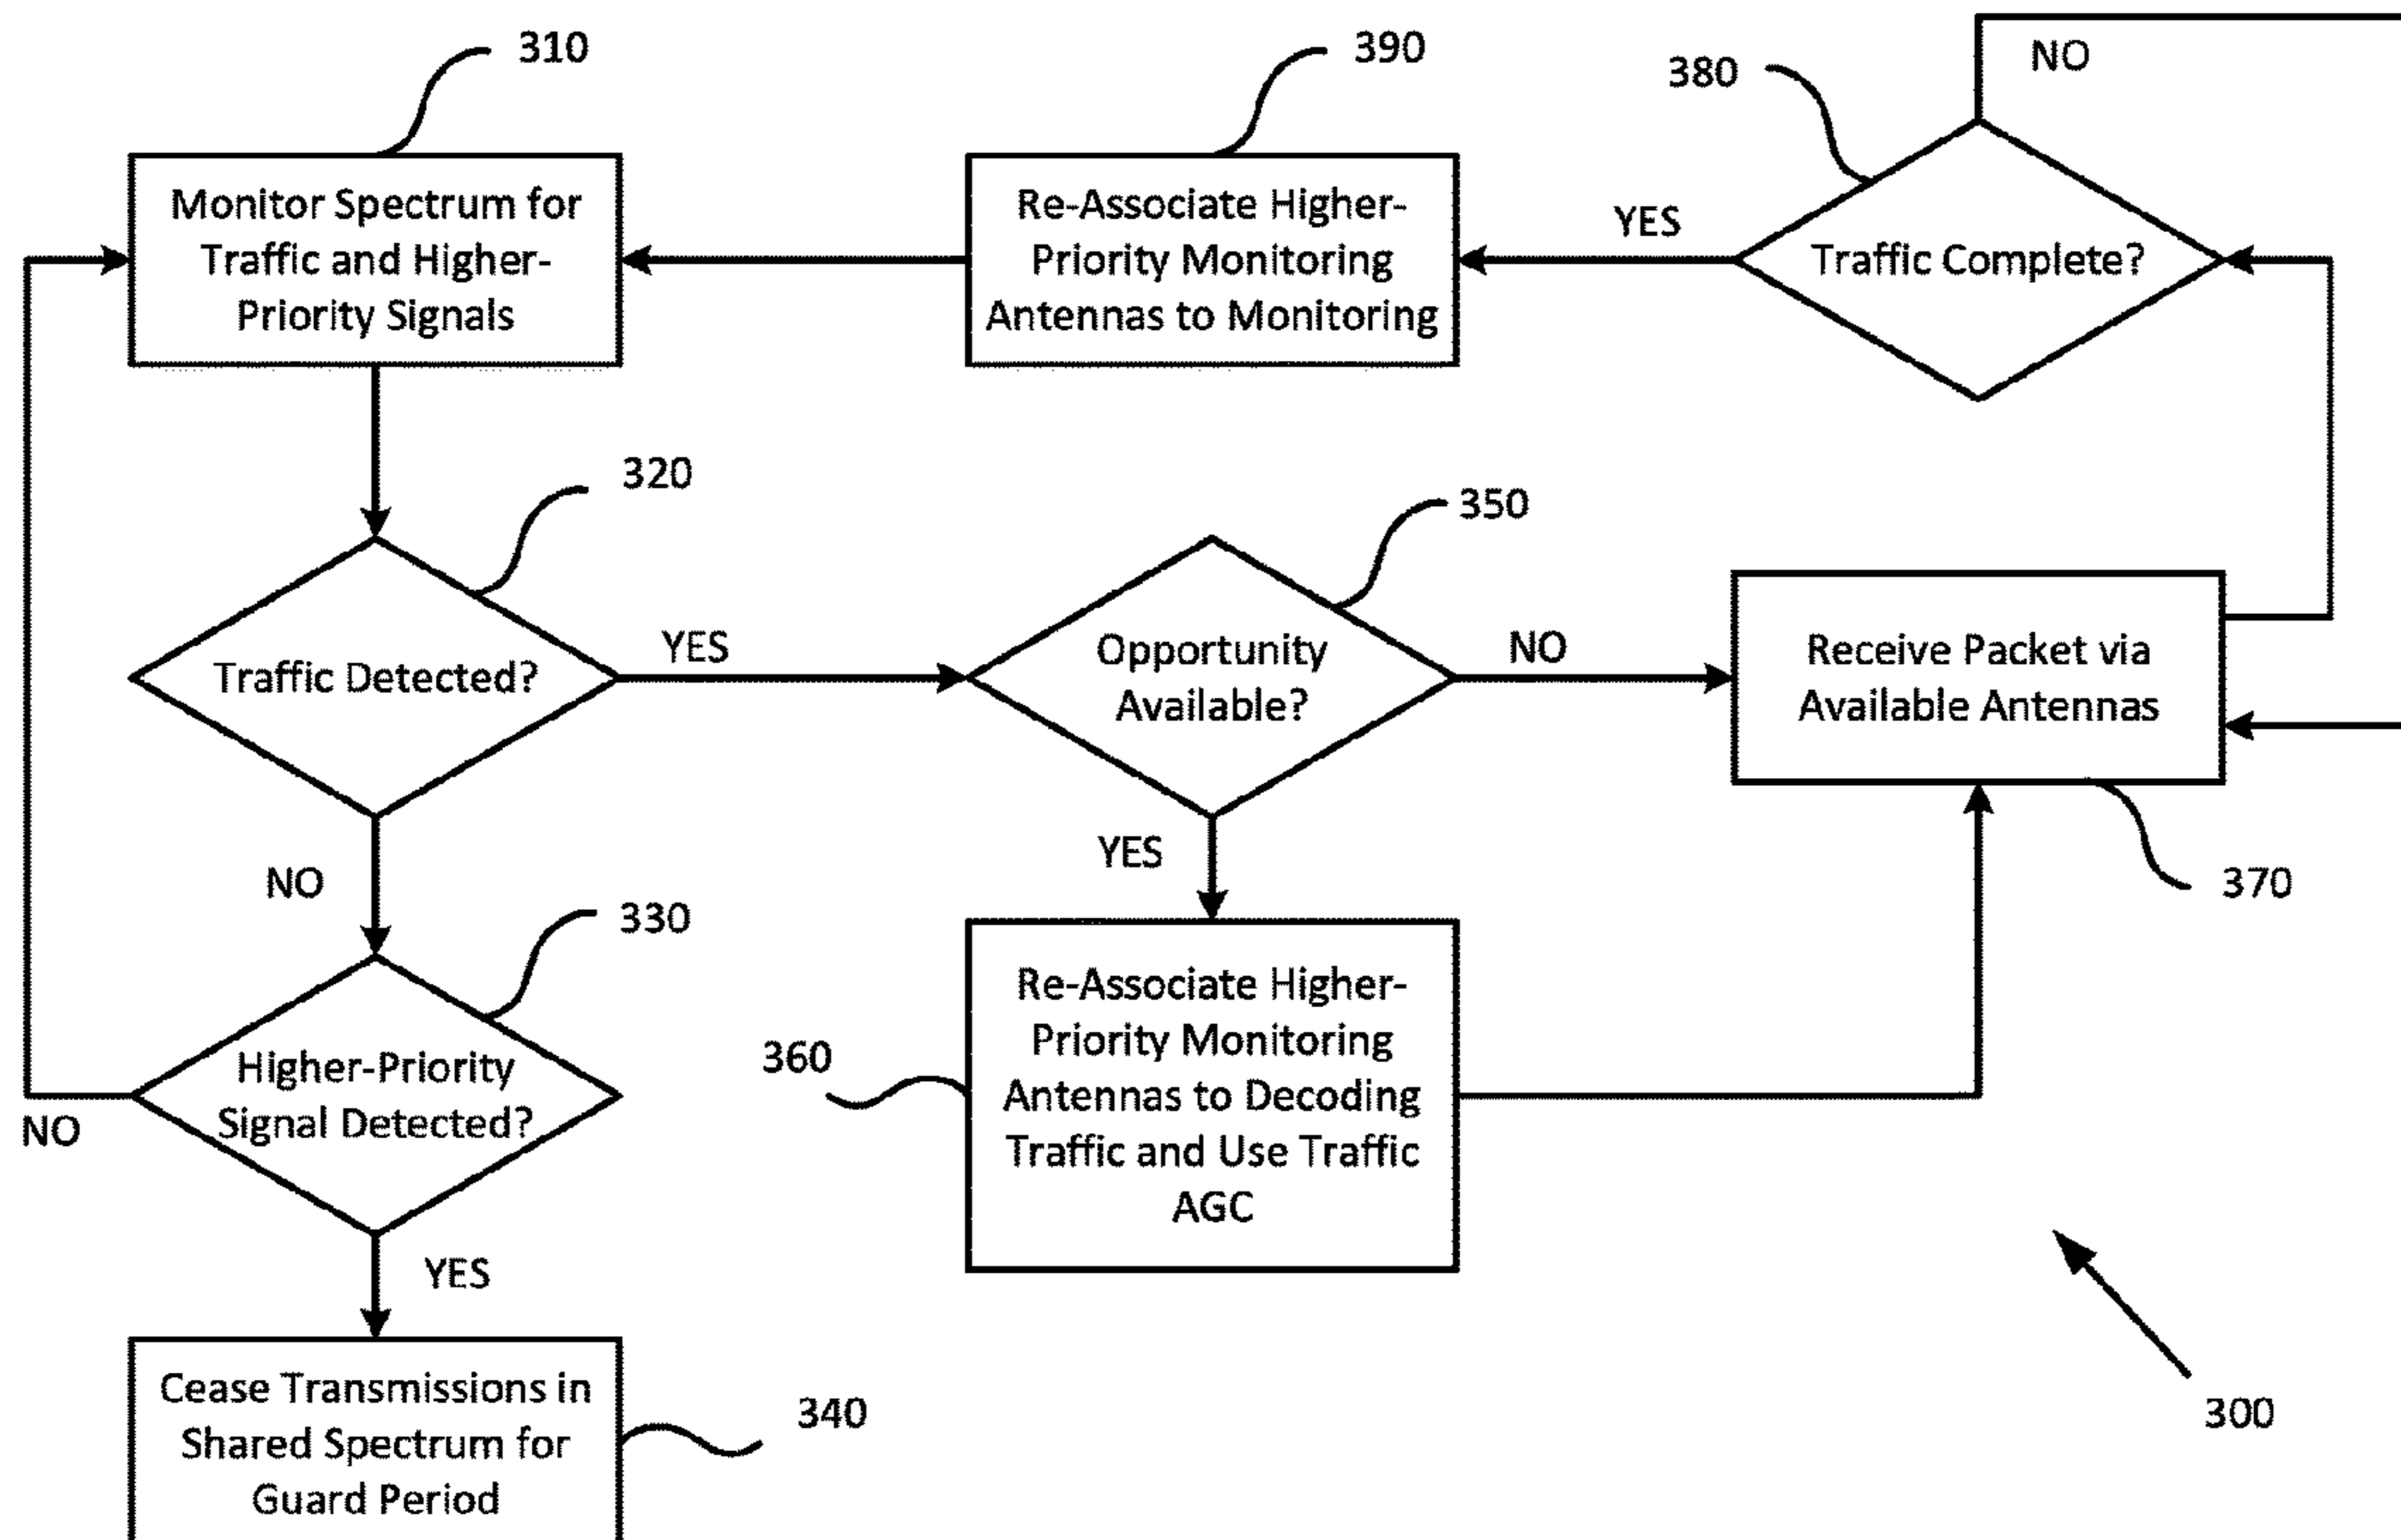 310
Monitor Spectrum for
Traffic and Higher-
Priority Signals
390
Re-Associate Higher-
Priority Monitoring
Antennas to Monitoring
YES
380
Traffic Complete?
NO
320
Traffic Detected?
YES
NO
350
Opportunity
Available?
NO
YES
Receive Packet via
Available Antennas
370
330
Higher-Priority
Signal Detected?
NO
YES
360
Re-Associate Higher-
Priority Monitoring
Antennas to Decoding
Traffic and Use Traffic
AGC
Cease Transmissions in
Shared Spectrum for
Guard Period
340
300